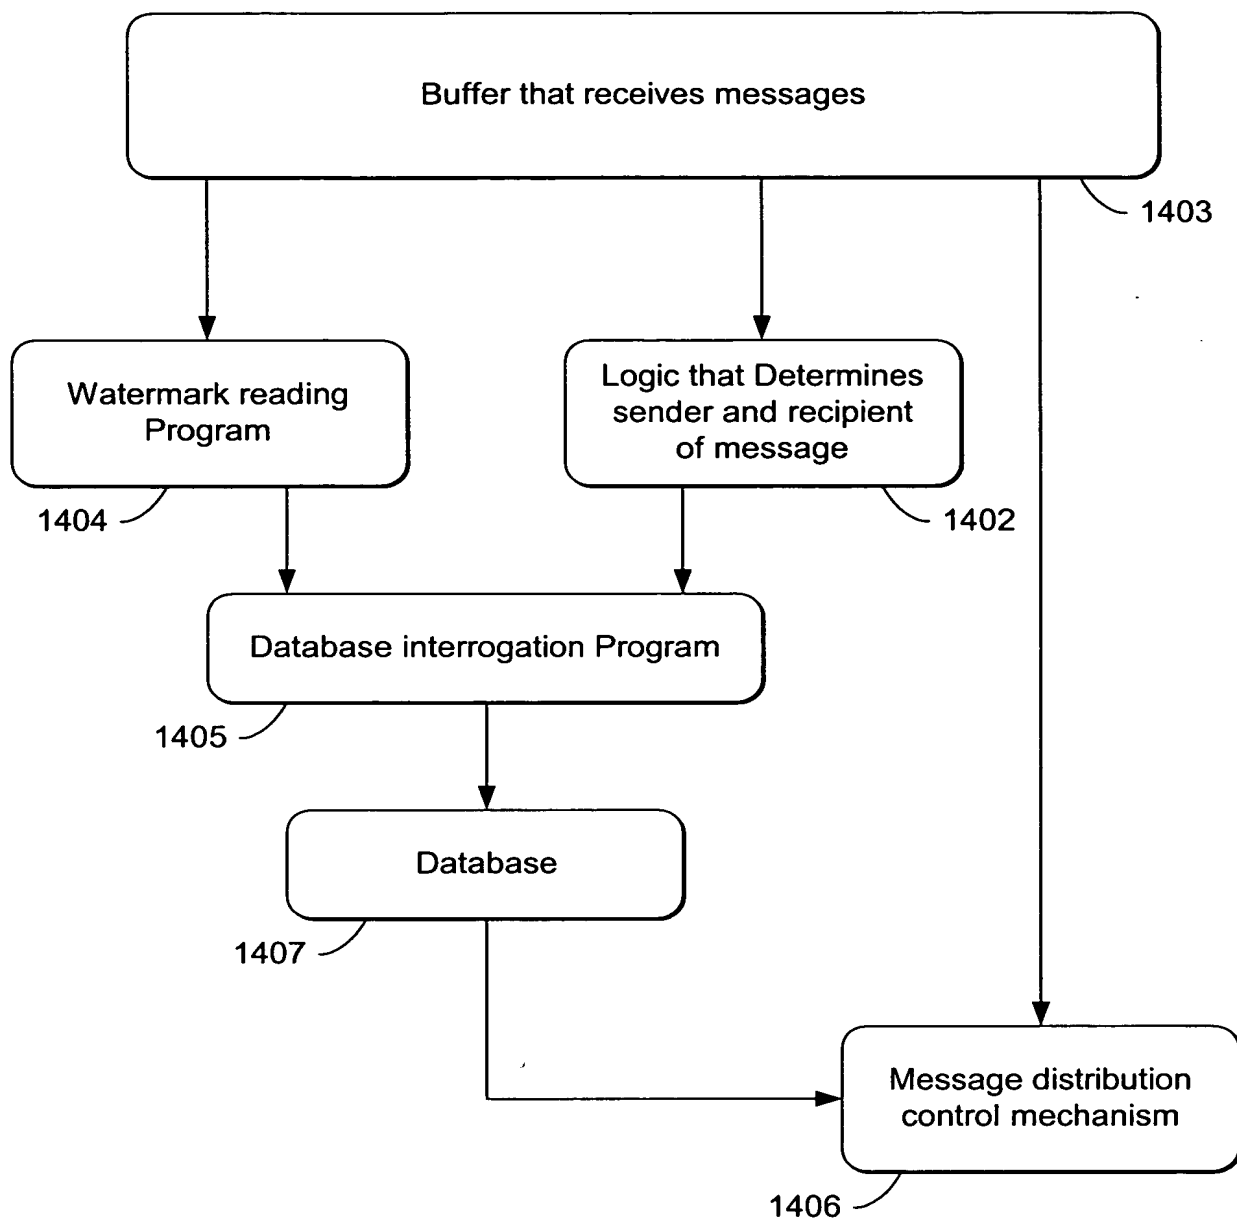 Buffer that receives messages
1403
Watermark reading
Program
1404
Logic that Determines
sender and recipient
of message
1402
Database interrogation Program
1405
Database
1407
Message distribution
control mechanism
1406